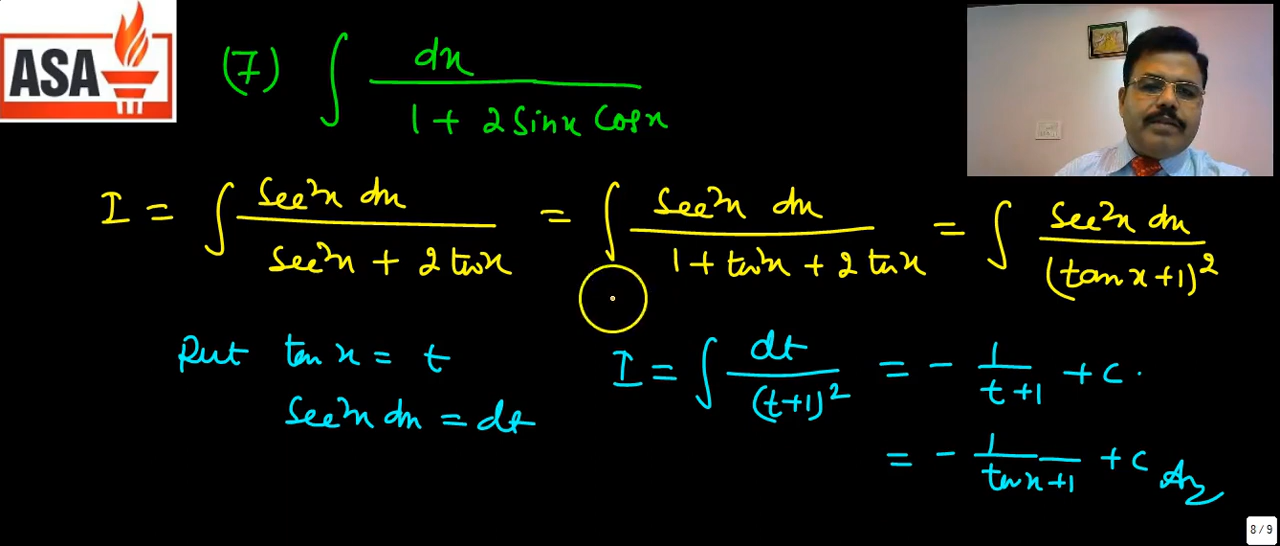 ASA
(7) ∫ dx / (1 + 2 sinx cosx)
I = ∫ sec²x dx / (sec²x + 2 tanx) = ∫ sec²x dx / (1 + tan²x + 2 tanx) = ∫ sec²x dx / (tan x + 1)²
Put tan x = t
sec²x dx = dt
I = ∫ dt / (t+1)² = - 1 / (t+1) + c.
= - 1 / (tanx+1) + c Ans
8 / 9